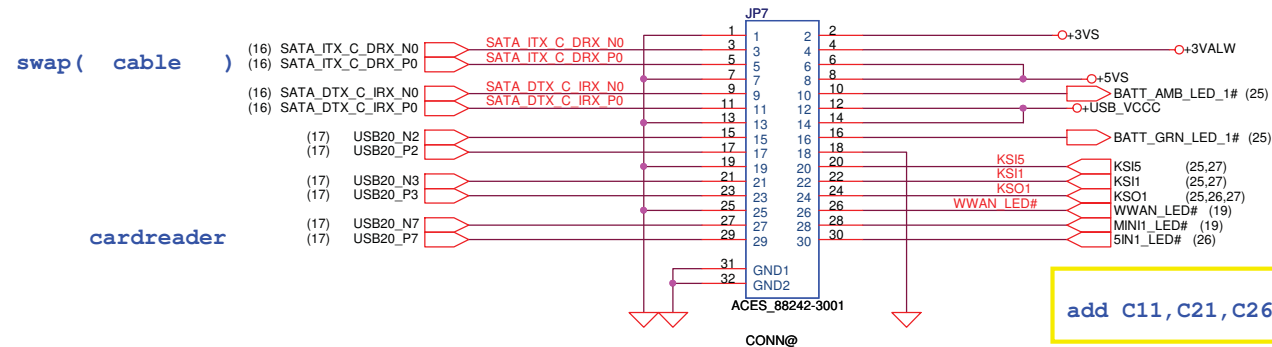 JP7
1 1 2 2 +3VS
(16) SATA_ITX_C_DRX_N0 SATA_ITX_C_DRX_N0 3 3 4 4 +3VALW
swap( cable ) (16) SATA_ITX_C_DRX_P0 SATA_ITX_C_DRX_P0 5 5 6 6
7 7 8 8 +5VS
(16) SATA_DTX_C_IRX_N0 SATA_DTX_C_IRX_N0 9 9 10 10 BATT_AMB_LED_1# (25)
(16) SATA_DTX_C_IRX_P0 SATA_DTX_C_IRX_P0 11 11 12 12 +USB_VCCC
13 13 14 14
(17) USB20_N2 15 15 16 16 BATT_GRN_LED_1# (25)
(17) USB20_P2 17 17 18 18
19 19 20 20 KSI5 KSI5 (25,27)
(17) USB20_N3 21 21 22 22 KSI1 KSI1 (25,27)
(17) USB20_P3 23 23 24 24 KSO1 KSO1 (25,26,27)
25 25 26 26 WWAN_LED# WWAN_LED# (19)
(17) USB20_N7 27 27 28 28 MINI1_LED# (19)
cardreader (17) USB20_P7 29 29 30 30 5IN1_LED# (26)
31 GND1
32 GND2
ACES_88242-3001
add C11,C21,C26
CONN@